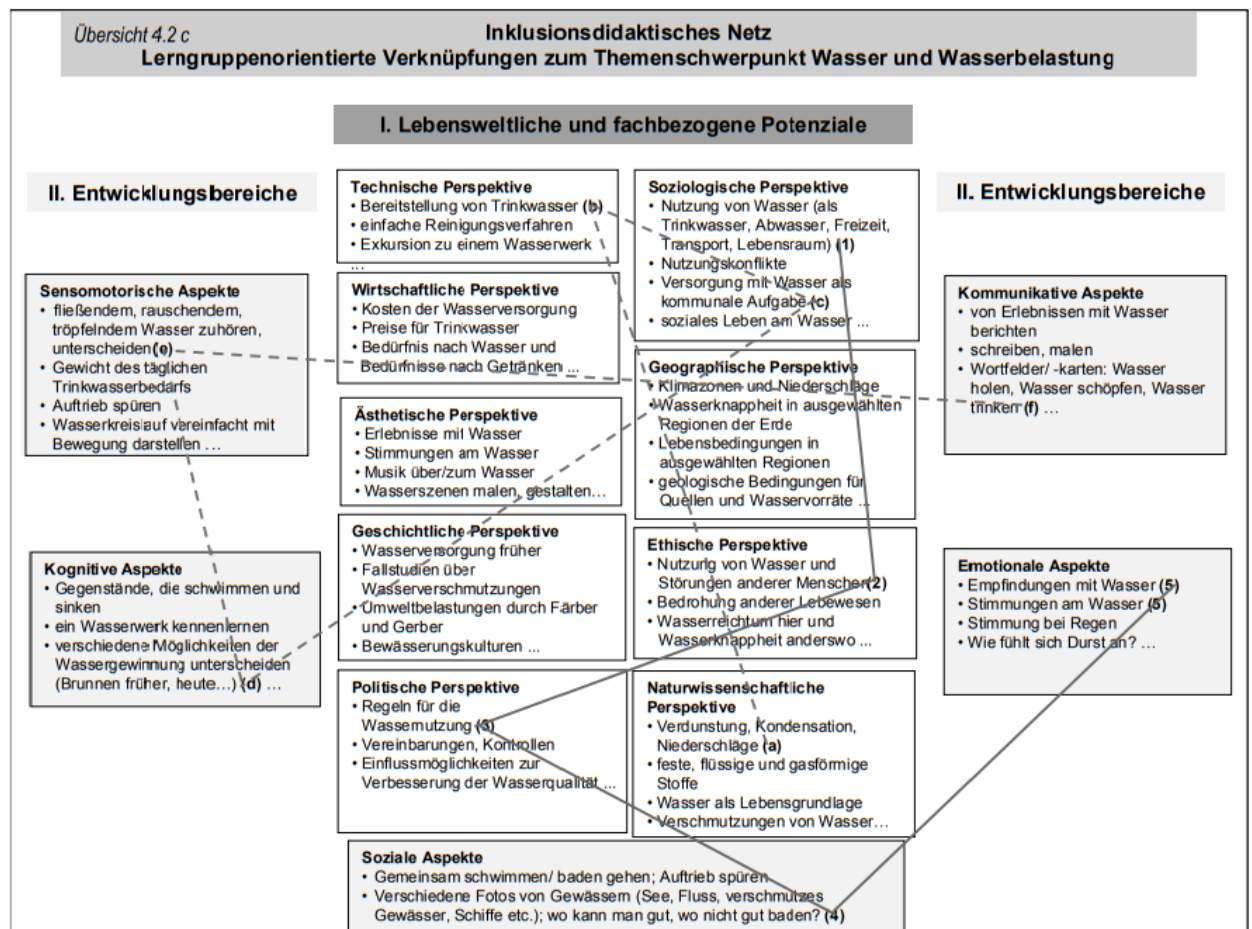 Übersicht 4.2 c
Inklusionsdidaktisches Netz
Lerngruppenorientierte Verknüpfungen zum Themenschwerpunkt Wasser und Wasserbelastung
I. Lebensweltliche und fachbezogene Potenziale
II. Entwicklungsbereiche
Sensomotorische Aspekte
• fließendem, rauschendem,
tröpfelndem Wasser zuhören,
unterscheiden (e)
• Gewicht des täglichen
Trinkwasserbedarfs
• Auftrieb spüren
• Wasserkreislauf vereinfacht mit
Bewegung darstellen …
Kognitive Aspekte
• Gegenstände, die schwimmen und
sinken
• ein Wasserwerk kennenlernen
• verschiedene Möglichkeiten der
Wassergewinnung unterscheiden
(Brunnen früher, heute…) (d) …
Technische Perspektive
• Bereitstellung von Trinkwasser (b)
• einfache Reinigungsverfahren
• Exkursion zu einem Wasserwerk
…
Wirtschaftliche Perspektive
• Kosten der Wasserversorgung
• Preise für Trinkwasser
• Bedürfnis nach Wasser und
Bedürfnisse nach Getränken ...
Ästhetische Perspektive
• Erlebnisse mit Wasser
• Stimmungen am Wasser
• Musik über/zum Wasser
• Wasserszenen malen, gestalten…
Geschichtliche Perspektive
• Wasserversorgung früher
• Fallstudien über
Wasserverschmutzungen
• Umweltbelastungen durch Färber
und Gerber
• Bewässerungskulturen ...
Politische Perspektive
• Regeln für die
Wassernutzung (3)
• Vereinbarungen, Kontrollen
• Einflussmöglichkeiten zur
Verbesserung der Wasserqualität ...
Soziologische Perspektive
• Nutzung von Wasser (als
Trinkwasser, Abwasser, Freizeit,
Transport, Lebensraum) (1)
• Nutzungskonflikte
• Versorgung mit Wasser als
kommunale Aufgabe (c)
• soziales Leben am Wasser ...
Geographische Perspektive
• Klimazonen und Niederschläge
• Wasserknappheit in ausgewählten
Regionen der Erde
• Lebensbedingungen in
ausgewählten Regionen
• geologische Bedingungen für
Quellen und Wasservorräte ...
Ethische Perspektive
• Nutzung von Wasser und
Störungen anderer Menschen (2)
• Bedrohung anderer Lebewesen
• Wasserreichtum hier und
Wasserknappheit anderswo ...
Naturwissenschaftliche
Perspektive
• Verdunstung, Kondensation,
Niederschläge (a)
• feste, flüssige und gasförmige
Stoffe
• Wasser als Lebensgrundlage
• Verschmutzungen von Wasser…
Soziale Aspekte
• Gemeinsam schwimmen/ baden gehen; Auftrieb spüren
• Verschiedene Fotos von Gewässern (See, Fluss, verschmutzes
Gewässer, Schiffe etc.); wo kann man gut, wo nicht gut baden? (4)
II. Entwicklungsbereiche
Kommunikative Aspekte
• von Erlebnissen mit Wasser
berichten
• schreiben, malen
• Wortfelder/ -karten: Wasser
holen, Wasser schöpfen, Wasser
trinken (f) …
Emotionale Aspekte
• Empfindungen mit Wasser (5)
• Stimmungen am Wasser (5)
• Stimmung bei Regen
• Wie fühlt sich Durst an? …